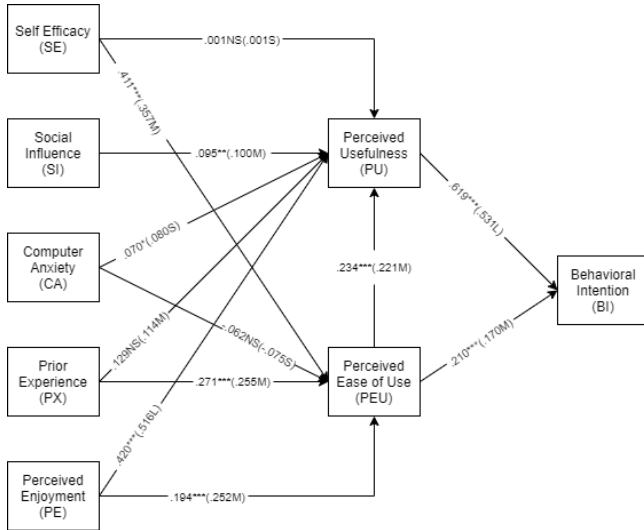 Self Efficacy
(SE)
.001NS(.001S)
.411***(.357M)
Social
Influence
(SI)
.095**(.100M)
Perceived
Usefulness
(PU)
.619***(.531L)
.070*(.080S)
Computer
Anxiety
(CA)
.234***(.221M)
Behavioral
Intention
(BI)
.129NS(.114M)
-.062NS(-.075S)
.210***(.170M)
Prior
Experience
(PX)
.271***(.255M)
Perceived
Ease of Use
(PEU)
.420***(.516L)
Perceived
Enjoyment
(PE)
.194***(.252M)